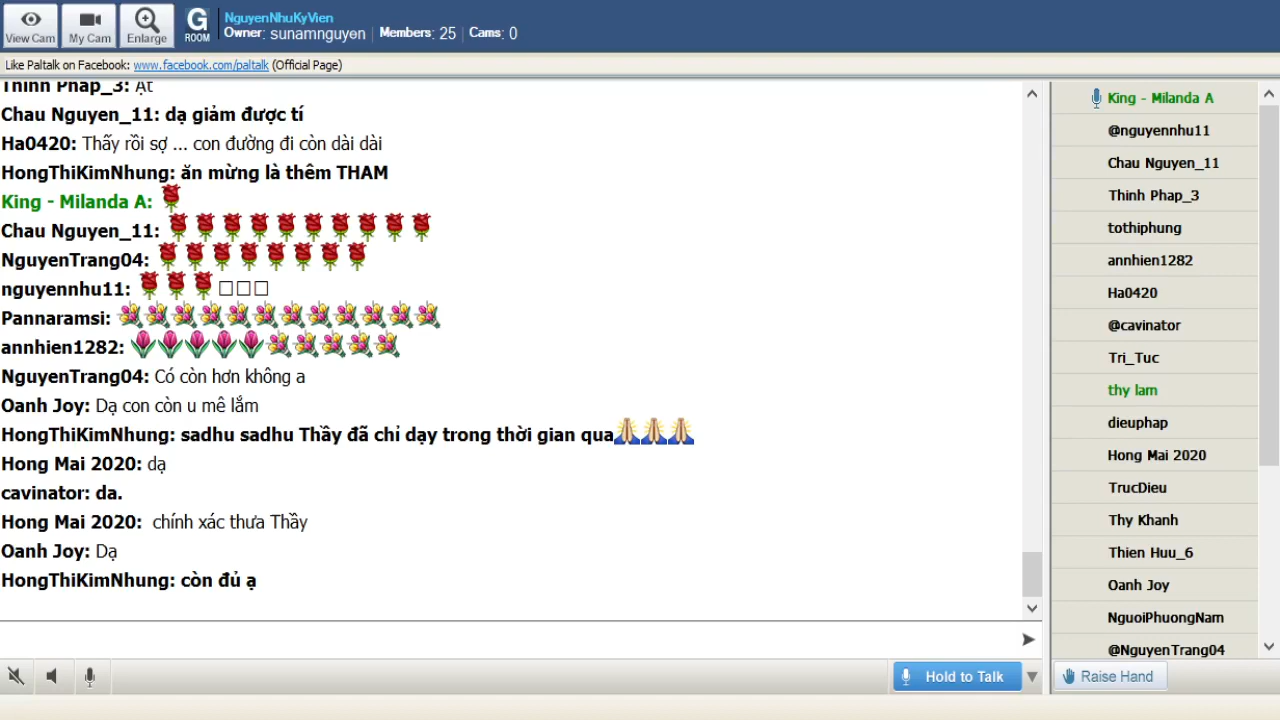 View Cam
My Cam
Enlarge
G
ROOM
NguyenNhuKyVien
Owner: sunamnguyen | Members: 25 | Cams: 0
Like Paltalk on Facebook: www.facebook.com/paltalk (Official Page)
Thinh Phap_3: Ạt
Chau Nguyen_11: dạ giảm được tí
Ha0420: Thấy rồi sợ ... con đường đi còn dài dài
HongThiKimNhung: ăn mừng là thêm THAM
King - Milanda A:
Chau Nguyen_11:
NguyenTrang04:
nguyennhu11:
Pannaramsi:
annhien1282:
NguyenTrang04: Có còn hơn không a
Oanh Joy: Dạ con còn u mê lắm
HongThiKimNhung: sadhu sadhu Thầy đã chỉ dạy trong thời gian qua
Hong Mai 2020: dạ
cavinator: da.
Hong Mai 2020: chính xác thưa Thầy
Oanh Joy: Dạ
HongThiKimNhung: còn đủ ạ
Hold to Talk
King - Milanda A
@nguyennhu11
Chau Nguyen_11
Thinh Phap_3
tothiphung
annhien1282
Ha0420
@cavinator
Tri_Tuc
thy lam
dieuphap
Hong Mai 2020
TrucDieu
Thy Khanh
Thien Huu_6
Oanh Joy
NguoiPhuongNam
@NguyenTrang04
Raise Hand